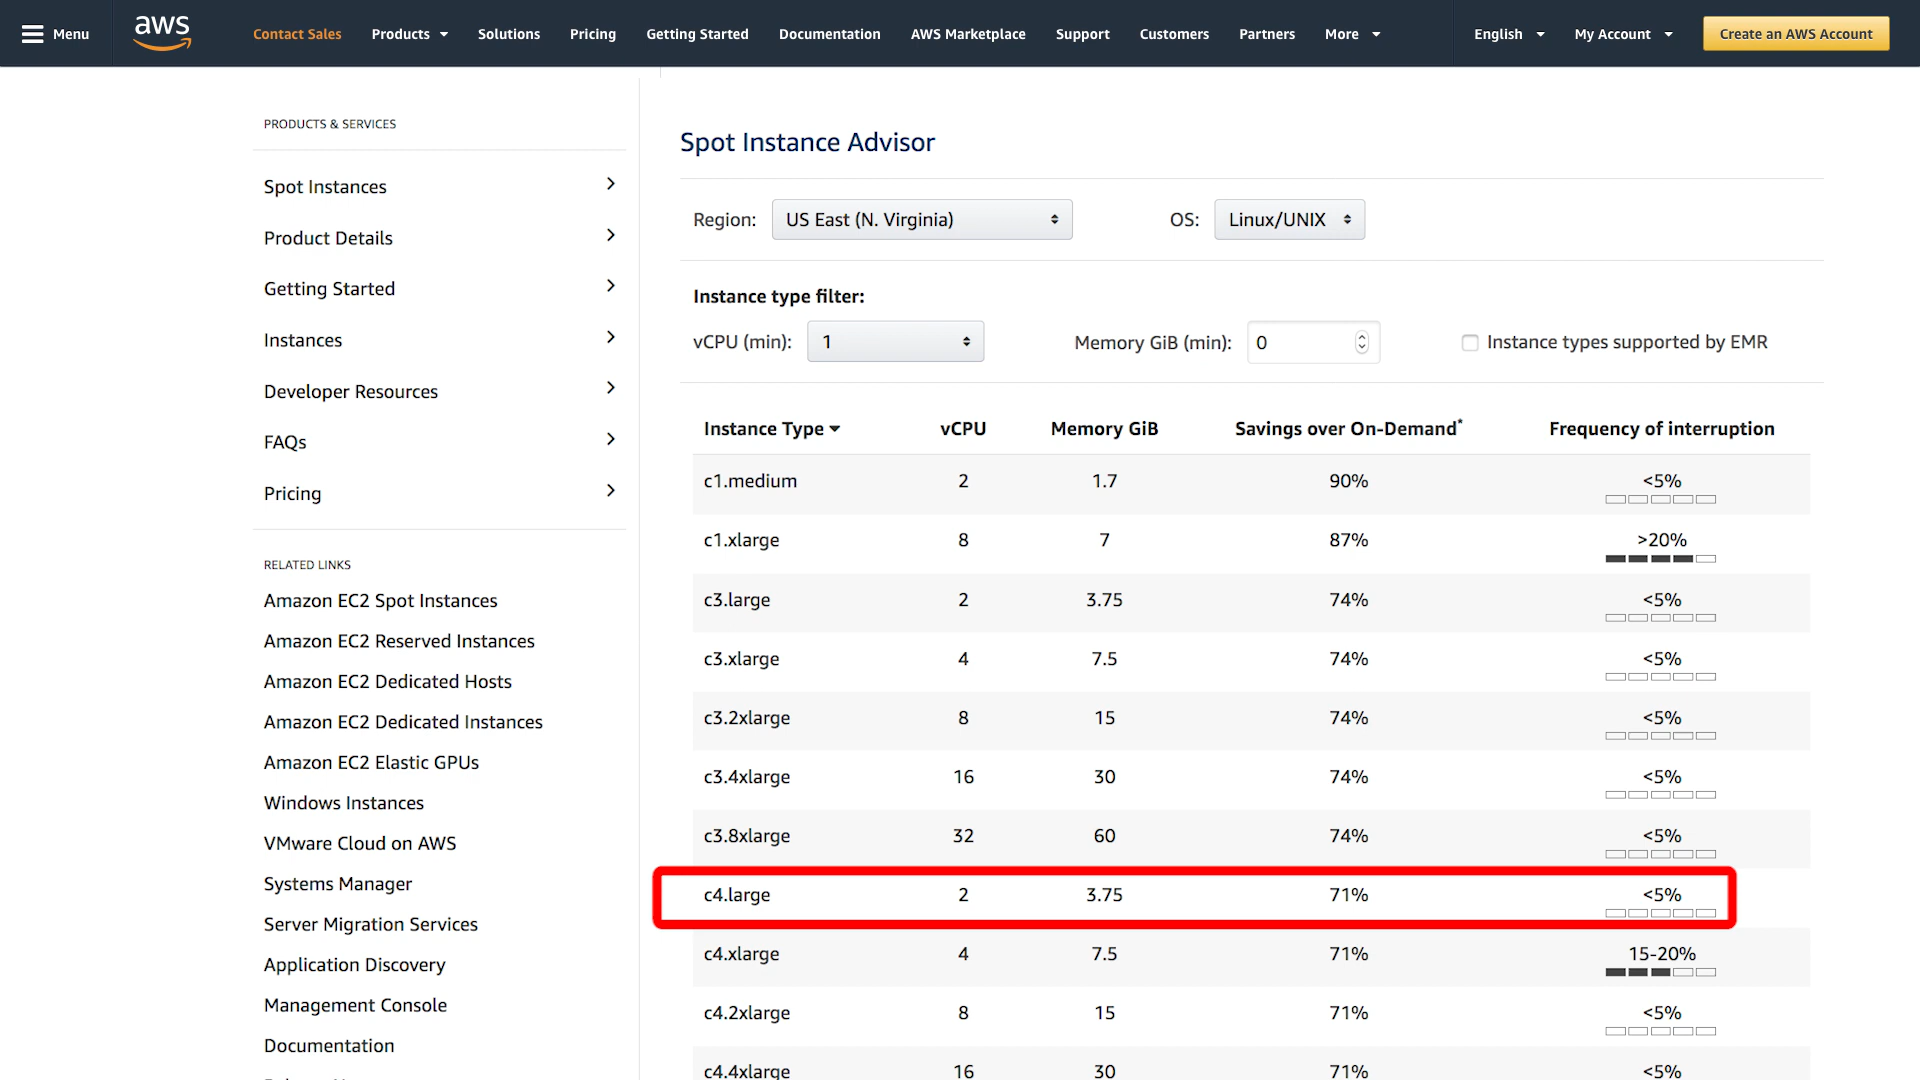 Menu
aws
Contact Sales
Products
Solutions
Pricing
Getting Started
Documentation
AWS Marketplace
Support
Customers
Partners
More
English
My Account
Create an AWS Account
PRODUCTS & SERVICES
Spot Instances
Product Details
Getting Started
Instances
Developer Resources
FAQs
Pricing
RELATED LINKS
Amazon EC2 Spot Instances
Amazon EC2 Reserved Instances
Amazon EC2 Dedicated Hosts
Amazon EC2 Dedicated Instances
Amazon EC2 Elastic GPUs
Windows Instances
VMware Cloud on AWS
Systems Manager
Server Migration Services
Application Discovery
Management Console
Documentation
Spot Instance Advisor
Region: US East (N. Virginia) OS: Linux/UNIX
Instance type filter:
vCPU (min): 1 Memory GiB (min): 0 Instance types supported by EMR
Instance Type vCPU Memory GiB Savings over On-Demand* Frequency of interruption
c1.medium 2 1.7 90% <5%
c1.xlarge 8 7 87% >20%
c3.large 2 3.75 74% <5%
c3.xlarge 4 7.5 74% <5%
c3.2xlarge 8 15 74% <5%
c3.4xlarge 16 30 74% <5%
c3.8xlarge 32 60 74% <5%
c4.large 2 3.75 71% <5%
c4.xlarge 4 7.5 71% 15-20%
c4.2xlarge 8 15 71% <5%
c4.4xlarge 16 30 71% <5%